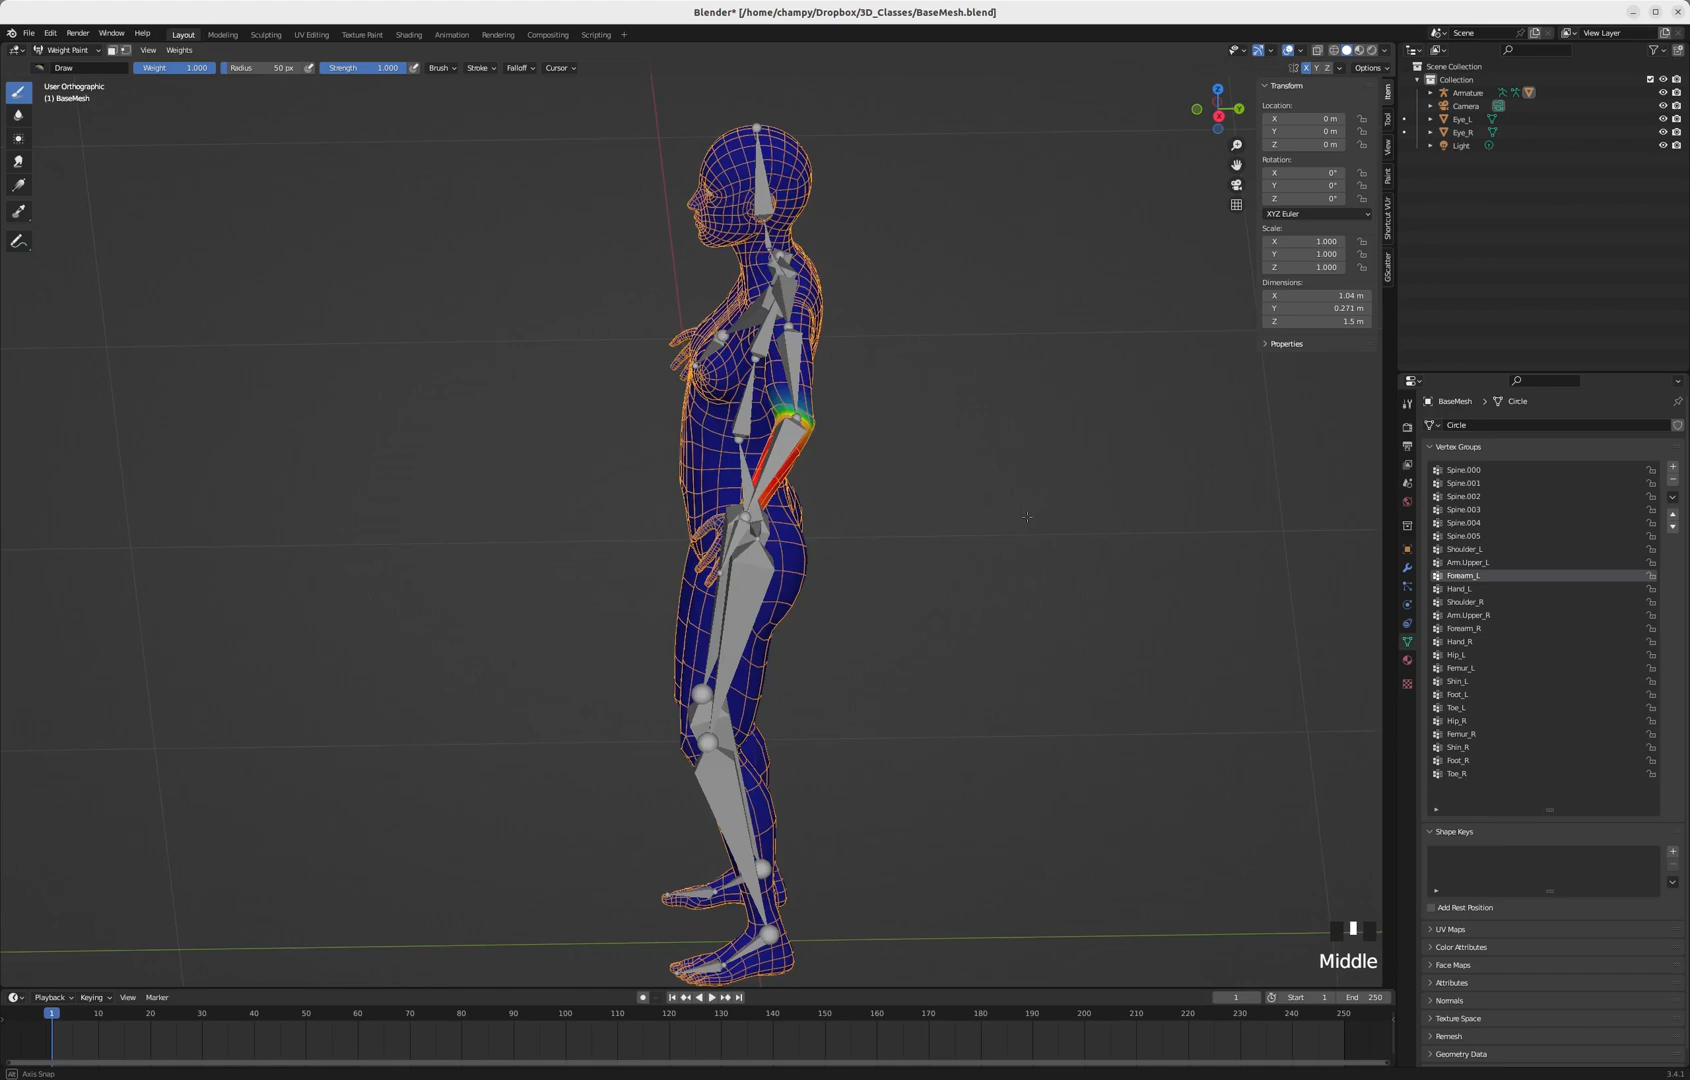 Blender* [/home/champy/Dropbox/3D_Classes/BaseMesh.blend]
File Edit Render Window Help Layout Modeling Sculpting UV Editing Texture Paint Shading Animation Rendering Compositing Scripting + Scene View Layer
Weight Paint View Weights
Draw Weight 1.000 Radius 50 px Strength 1.000 Brush Stroke Falloff Cursor X Y Z Options
User Orthographic
(1) BaseMesh
Z
Y
X
Transform
Location:
X 0 m
Y 0 m
Z 0 m
Rotation:
X 0°
Y 0°
Z 0°
XYZ Euler
Scale:
X 1.000
Y 1.000
Z 1.000
Dimensions:
X 1.04 m
Y 0.271 m
Z 1.5 m
Properties
Item
Tool
View
Paint
Shortcut VUr
GScatter
Scene Collection
Collection
Armature
Camera
Eye_L
Eye_R
Light
BaseMesh > Circle
Circle
Vertex Groups
Spine.000
Spine.001
Spine.002
Spine.003
Spine.004
Spine.005
Shoulder_L
Arm.Upper_L
Forearm_L
Hand_L
Shoulder_R
Arm.Upper_R
Forearm_R
Hand_R
Hip_L
Femur_L
Shin_L
Foot_L
Toe_L
Hip_R
Femur_R
Shin_R
Foot_R
Toe_R
Shape Keys
Add Rest Position
UV Maps
Color Attributes
Face Maps
Attributes
Normals
Texture Space
Remesh
Geometry Data
Middle
Playback Keying View Marker 1 Start 1 End 250
1 10 20 30 40 50 60 70 80 90 100 110 120 130 140 150 160 170 180 190 200 210 220 230 240 250
Alt Axis Snap 3.4.1